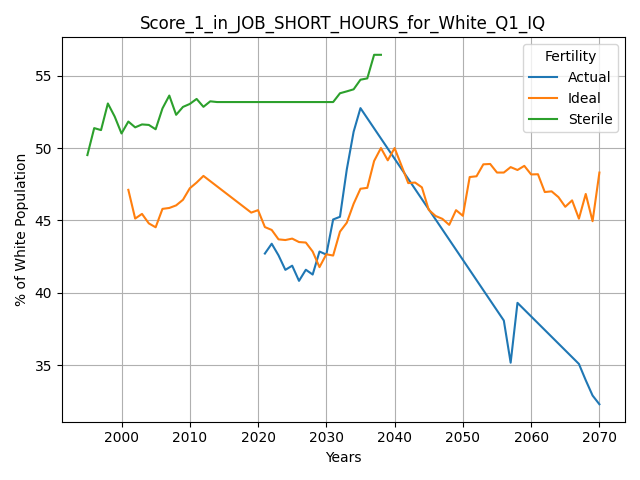 Score_1_in_JOB_SHORT_HOURS_for_White_Q1_IQ
Fertility
Actual
Ideal
Sterile
% of White Population
55
50
45
40
35
2000 2010 2020 2030 2040 2050 2060 2070
Years